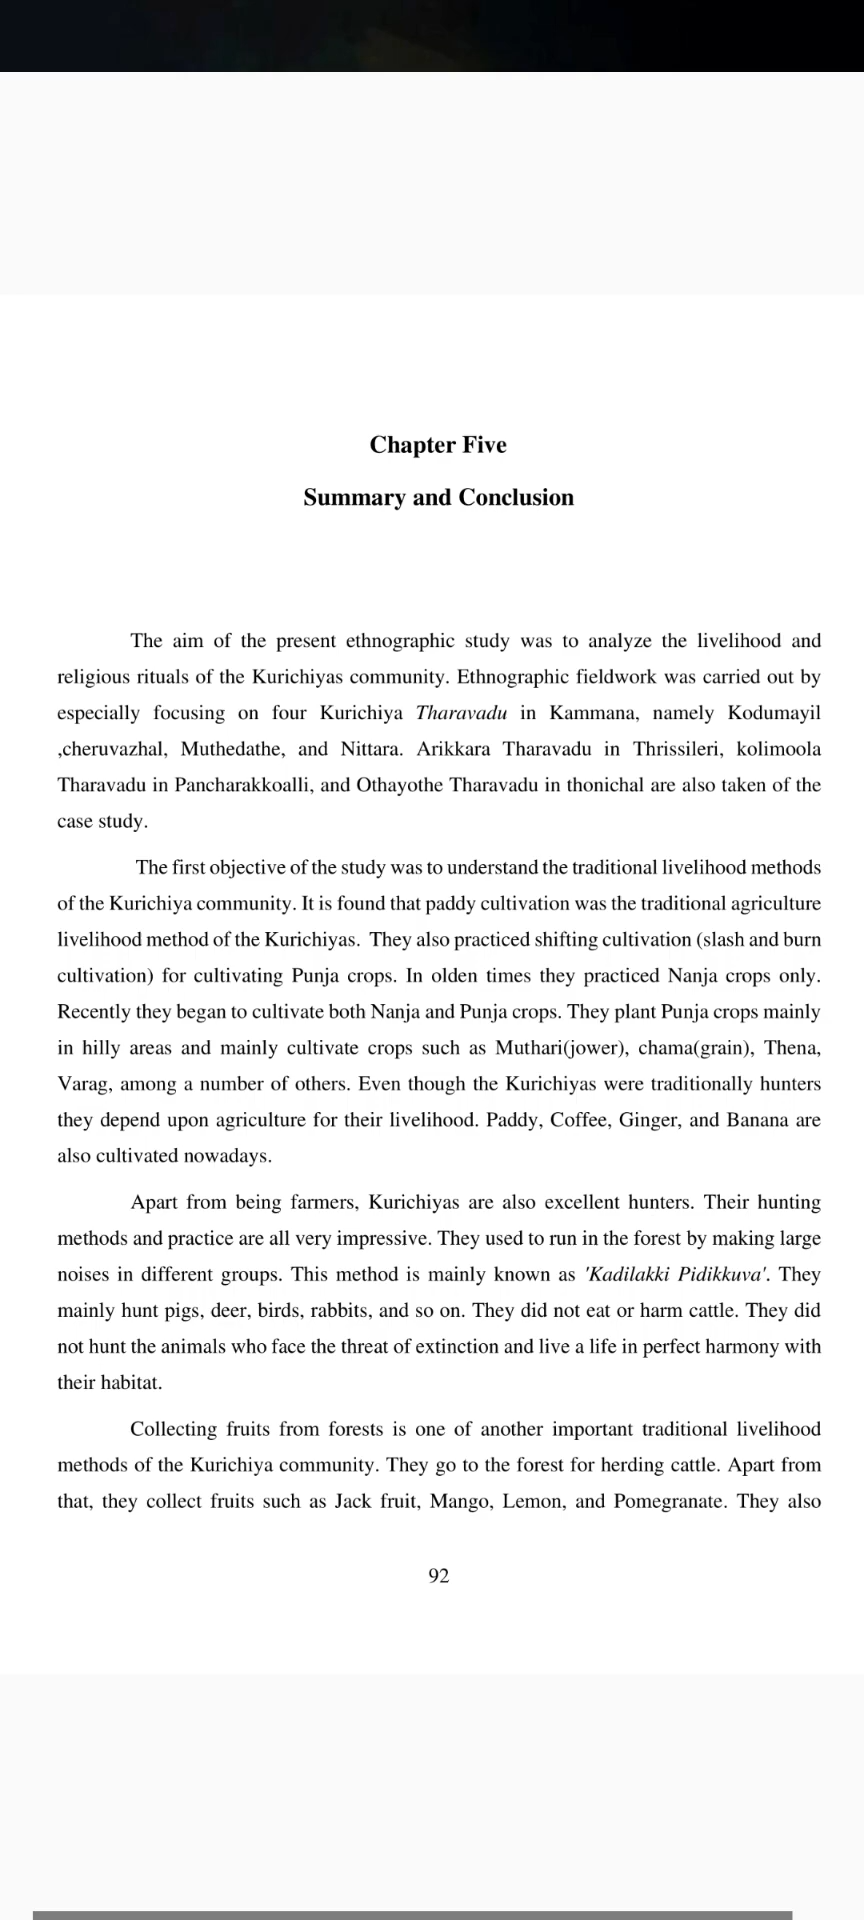 Chapter Five
Summary and Conclusion
The aim of the present ethnographic study was to analyze the livelihood and
religious rituals of the Kurichiyas community. Ethnographic fieldwork was carried out by
especially focusing on four Kurichiya Tharavadu in Kammana, namely Kodumayil
,cheruvazhal, Muthedathe, and Nittara. Arikkara Tharavadu in Thrissileri, kolimoola
Tharavadu in Pancharakkoalli, and Othayothe Tharavadu in thonichal are also taken of the
case study.
The first objective of the study was to understand the traditional livelihood methods
of the Kurichiya community. It is found that paddy cultivation was the traditional agriculture
livelihood method of the Kurichiyas. They also practiced shifting cultivation (slash and burn
cultivation) for cultivating Punja crops. In olden times they practiced Nanja crops only.
Recently they began to cultivate both Nanja and Punja crops. They plant Punja crops mainly
in hilly areas and mainly cultivate crops such as Muthari(jower), chama(grain), Thena,
Varag, among a number of others. Even though the Kurichiyas were traditionally hunters
they depend upon agriculture for their livelihood. Paddy, Coffee, Ginger, and Banana are
also cultivated nowadays.
Apart from being farmers, Kurichiyas are also excellent hunters. Their hunting
methods and practice are all very impressive. They used to run in the forest by making large
noises in different groups. This method is mainly known as 'Kadilakki Pidikkuva'. They
mainly hunt pigs, deer, birds, rabbits, and so on. They did not eat or harm cattle. They did
not hunt the animals who face the threat of extinction and live a life in perfect harmony with
their habitat.
Collecting fruits from forests is one of another important traditional livelihood
methods of the Kurichiya community. They go to the forest for herding cattle. Apart from
that, they collect fruits such as Jack fruit, Mango, Lemon, and Pomegranate. They also
92